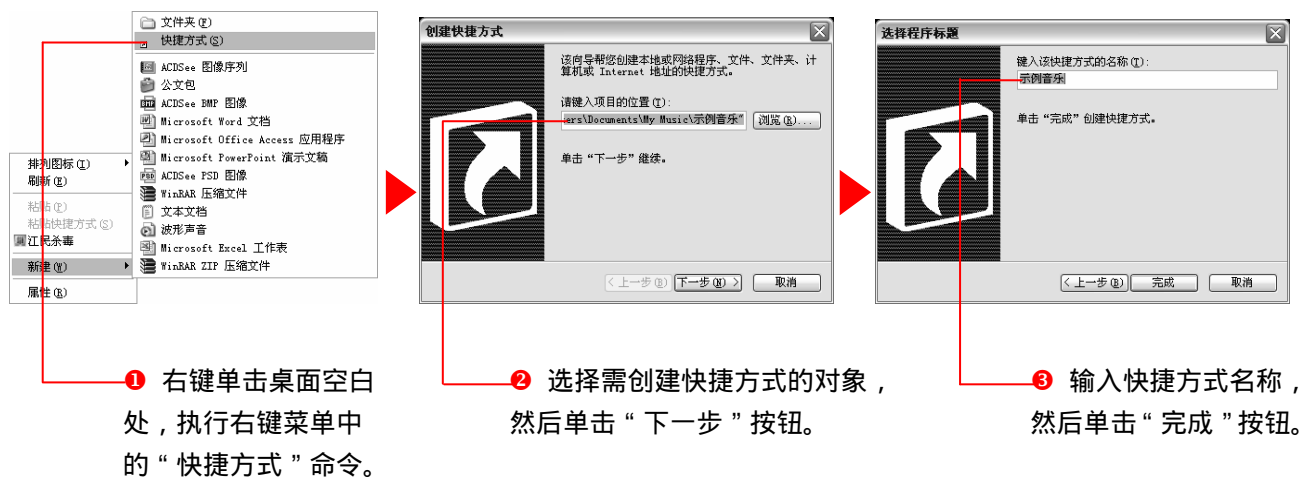 排列图标(I)
刷新(E)
粘贴(P)
粘贴快捷方式(S)
江民杀毒
新建(W)
属性(R)
文件夹(F)
快捷方式(S)
ACDSee 图像序列
公文包
ACDSee BMP 图像
Microsoft Word 文档
Microsoft Office Access 应用程序
Microsoft PowerPoint 演示文稿
ACDSee PSD 图像
WinRAR 压缩文件
文本文档
波形声音
Microsoft Excel 工作表
WinRAR ZIP 压缩文件
❶ 右键单击桌面空白
处，执行右键菜单中
的“快捷方式”命令。
创建快捷方式
该向导帮您创建本地或网络程序、文件、文件夹、计
算机或 Internet 地址的快捷方式。
请键入项目的位置(T):
ers\Documents\My Music\示例音乐"
浏览(R)...
单击“下一步”继续。
<上一步(B)
下一步(N) >
取消
❷ 选择需创建快捷方式的对象，
然后单击“下一步”按钮。
选择程序标题
键入该快捷方式的名称(T):
示例音乐
单击“完成”创建快捷方式。
<上一步(B)
完成
取消
❸ 输入快捷方式名称，
然后单击“完成”按钮。